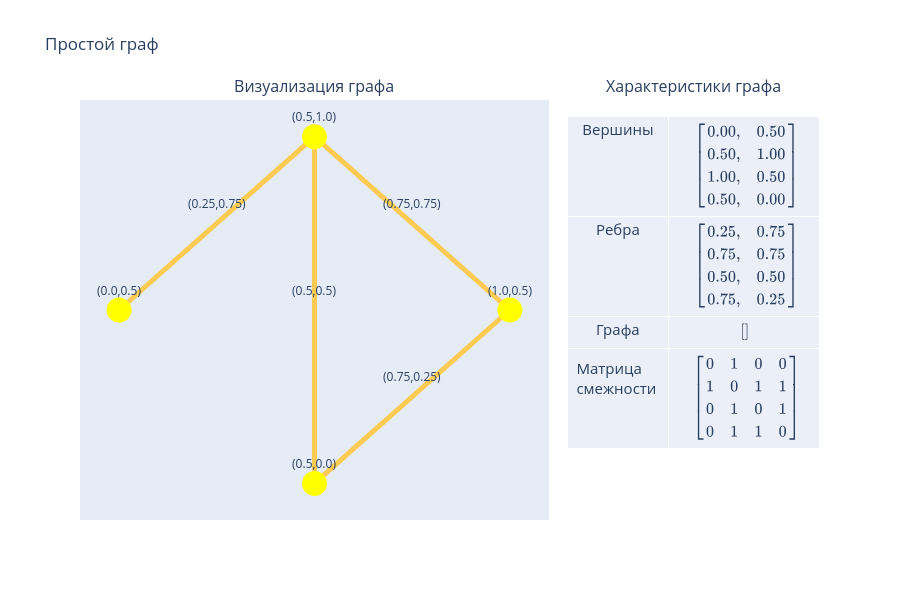 Простой граф
Визуализация графа
Характеристики графа
(0.5,1.0)
(0.25,0.75)
(0.75,0.75)
(0.0,0.5)
(0.5,0.5)
(1.0,0.5)
(0.75,0.25)
(0.5,0.0)
Вершины
0.00, 0.50
0.50, 1.00
1.00, 0.50
0.50, 0.00
Ребра
0.25, 0.75
0.75, 0.75
0.50, 0.50
0.75, 0.25
Графа
[]
Матрица
смежности
0 1 0 0
1 0 1 1
0 1 0 1
0 1 1 0